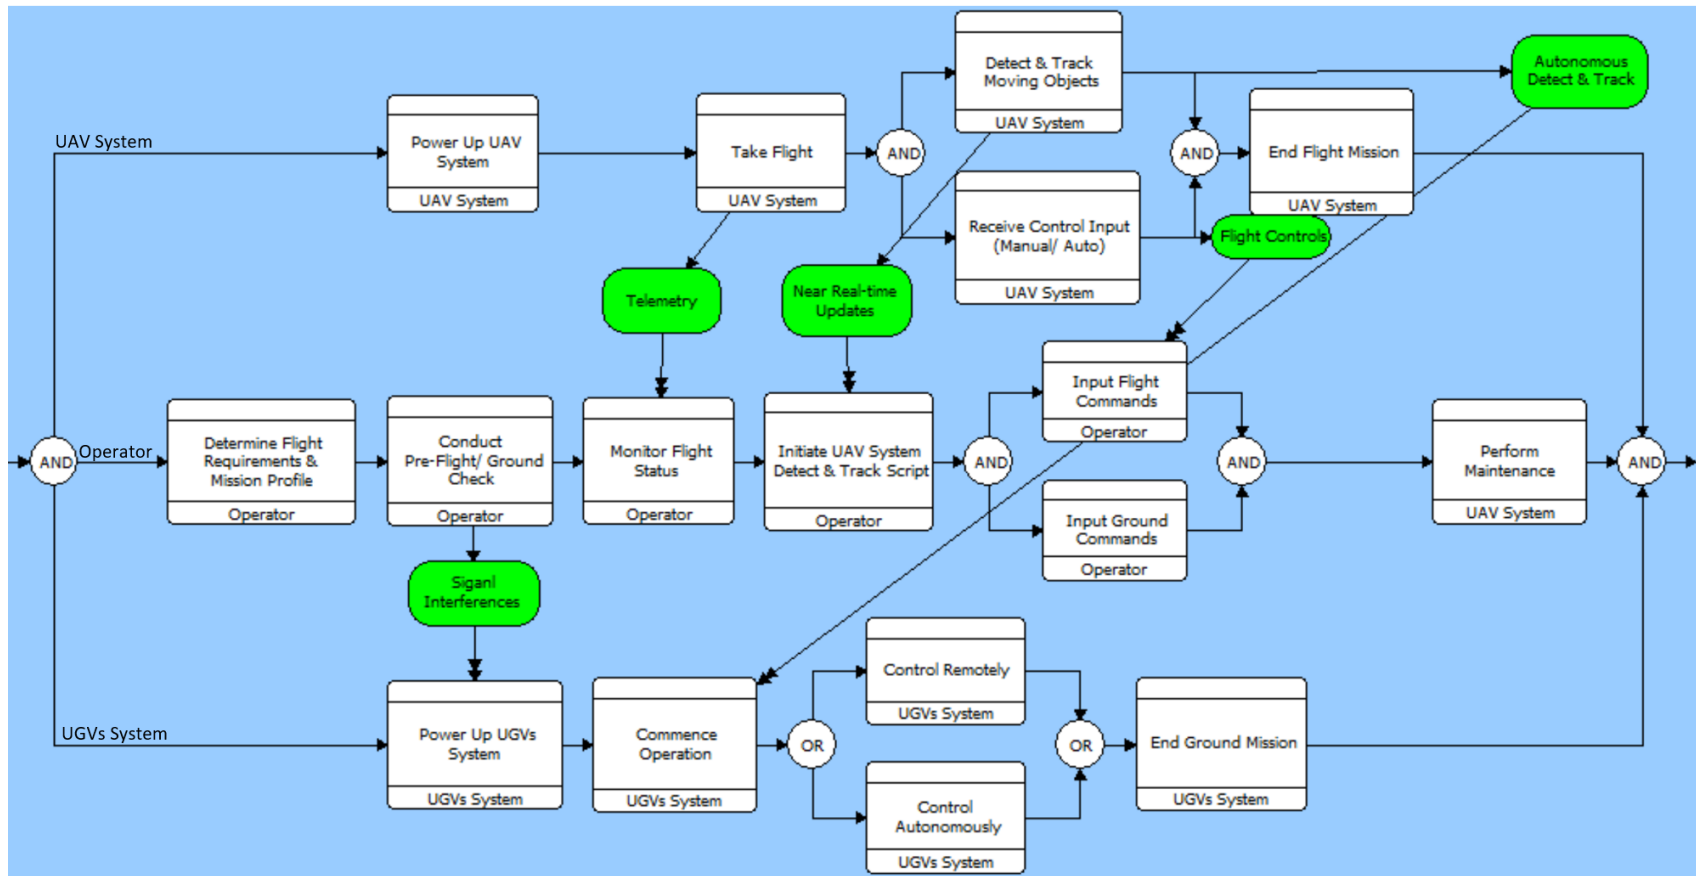 UAV System
Power Up UAV
System
UAV System
Take Flight
UAV System
AND
Detect & Track
Moving Objects
UAV System
Receive Control Input
(Manual/ Auto)
UAV System
AND
End Flight Mission
UAV System
Autonomous
Detect & Track
Flight Controls
Telemetry
Near Real-time
Updates
AND
Operator
Determine Flight
Requirements &
Mission Profile
Operator
Conduct
Pre-Flight/ Ground
Check
Operator
Monitor Flight
Status
Operator
Initiate UAV System
Detect & Track Script
Operator
AND
Input Flight
Commands
Operator
Input Ground
Commands
Operator
AND
Perform
Maintenance
UAV System
AND
Siganl
Interferences
UGVs System
Power Up UGVs
System
UGVs System
Commence
Operation
UGVs System
OR
Control Remotely
UGVs System
Control
Autonomously
UGVs System
OR
End Ground Mission
UGVs System